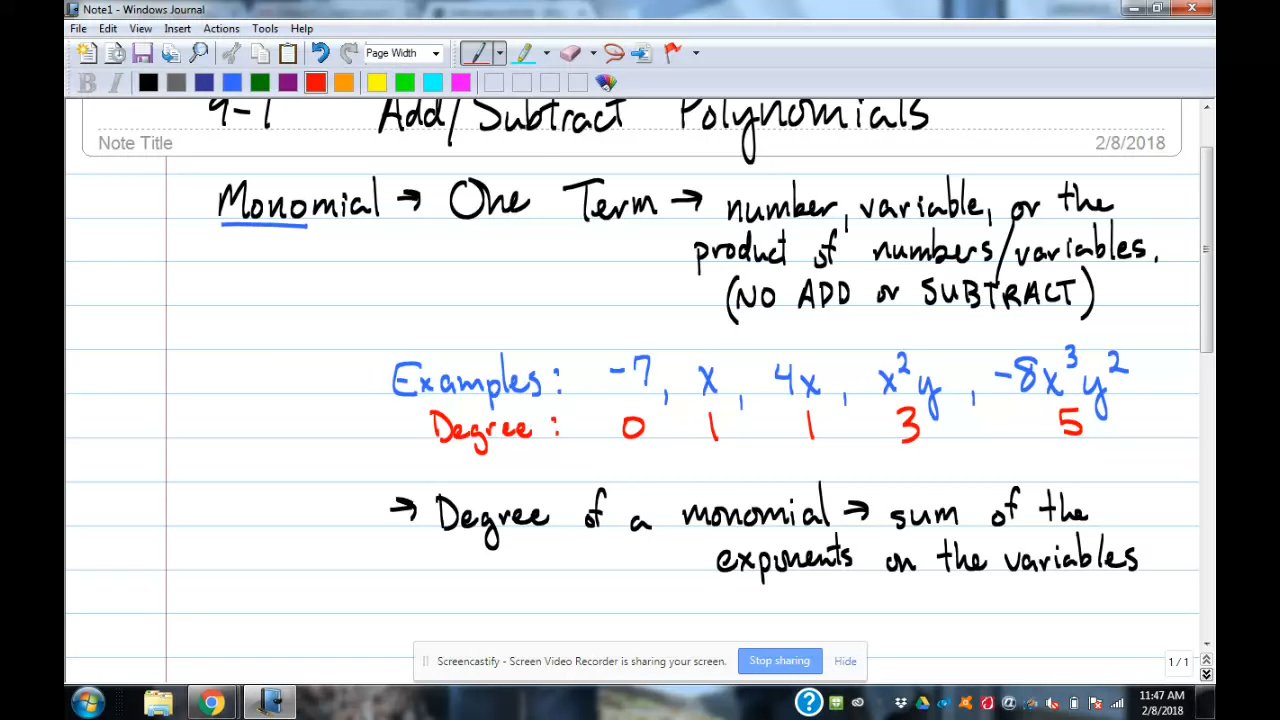 Note1 - Windows Journal
File Edit View Insert Actions Tools Help
Page Width
B I
9-1 Add/Subtract Polynomials
Note Title 2/8/2018
Monomial → One Term → number, variable, or the
product of numbers/variables.
(NO ADD or SUBTRACT)
Examples: -7, x, 4x, x²y, -8x³y²
Degree: 0 1 1 3 5
→ Degree of a monomial → sum of the
exponents on the variables
Screencastify - Screen Video Recorder is sharing your screen. Stop sharing Hide
1 / 1
11:47 AM
2/8/2018